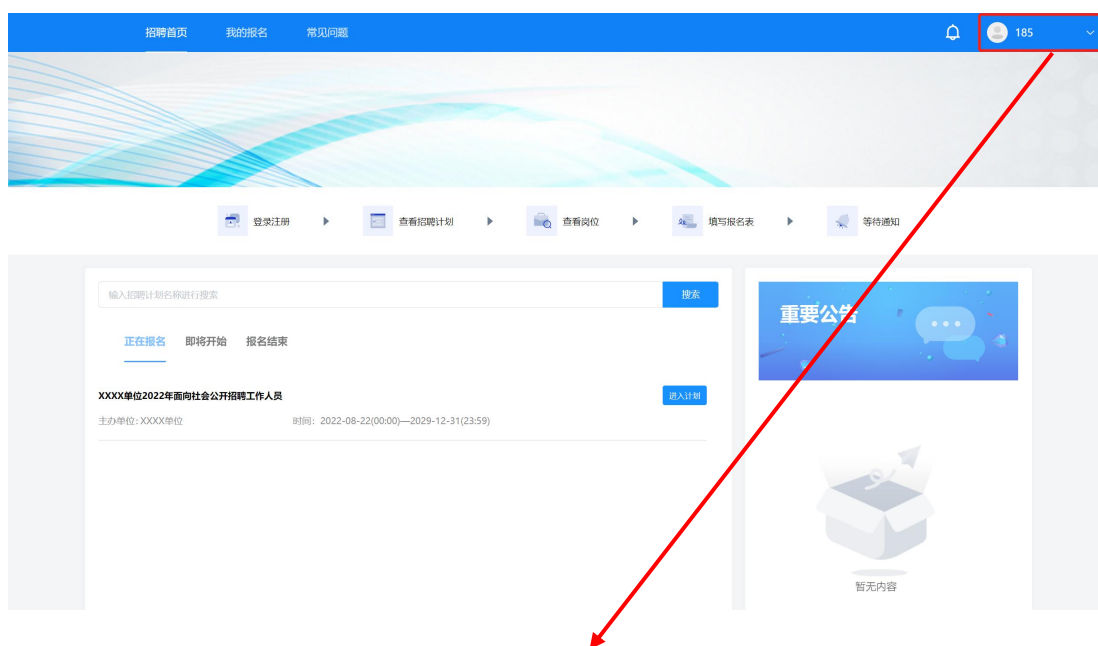 招聘首页 我的报名 常见问题 185
登录注册 查看招聘计划 查看岗位 填写报名表 等待通知
输入招聘计划名称进行搜索 搜索
重要公告
正在报名 即将开始 报名结束
XXXX单位2022年面向社会公开招聘工作人员 进入计划
主办单位: XXXX单位 时间: 2022-08-22(00:00)—2029-12-31(23:59)
暂无内容